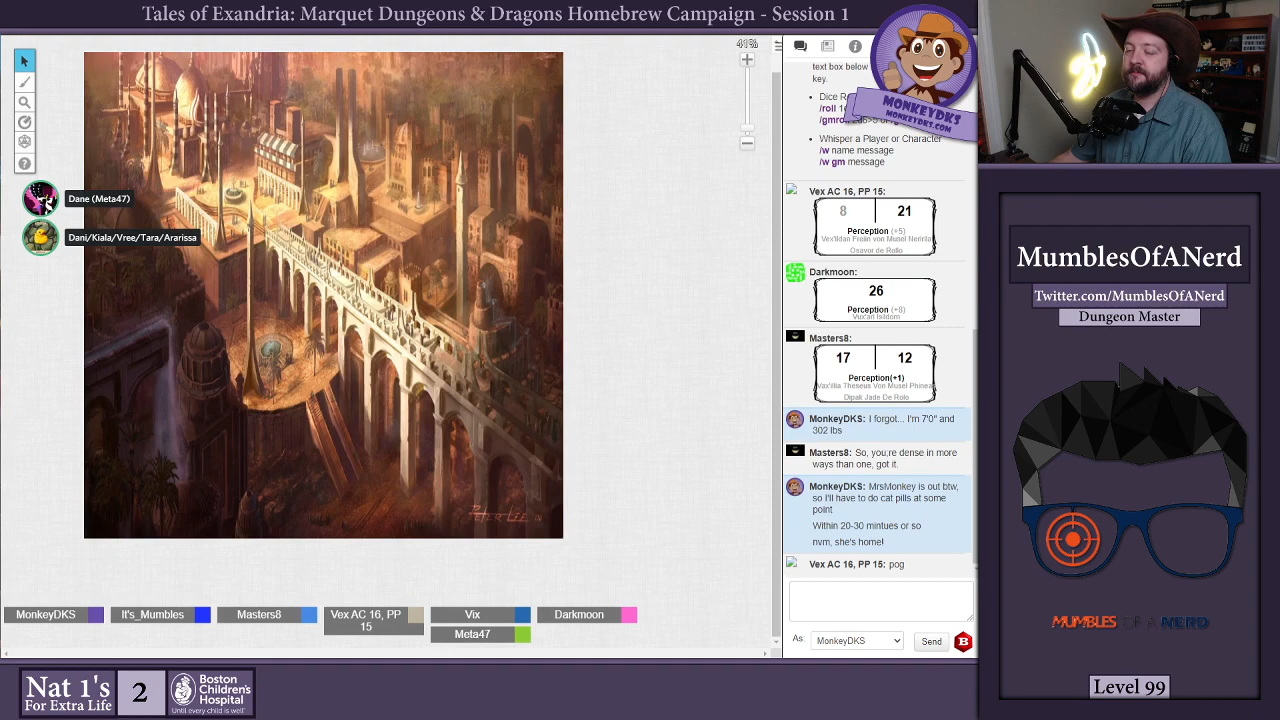 Tales of Exandria: Marquet Dungeons & Dragons Homebrew Campaign - Session 1
41%
Dane (Meta47)
Dani/Kiala/Vree/Tara/Ararissa
PETER LEE
text box below
key.
Dice
/roll
/w name message
Whisper a Player or Character
/w gm message
MONKEYDKS
MONKEYDKS.COM
Vex AC 16, PP 15:
8 21
Perception (+5)
Osavor de Rollo
Darkmoon:
26
Perception (+8)
Masters8:
17 12
Perception(+1)
Dipak Jade De Rolo
MonkeyDKS: I forgot... I'm 7'0" and
302 lbs
Masters8: So, you,re dense in more
ways than one, got it.
MonkeyDKS: MrsMonkey is out btw,
so I'll have to do cat pills at some
point
Within 20-30 mintues or so
nvm, she's home!
Vex AC 16, PP 15: pog
As:
MonkeyDKS
Send
B
MonkeyDKS
It's_Mumbles
Masters8
Vex AC 16, PP
15
Vix
Meta47
Darkmoon
Nat 1's
For Extra Life
2
Boston
Children's
Hospital
Until every child is well
MumblesOfANerd
Twitter.com/MumblesOfANerd
Dungeon Master
MUMBLES OF A NERD
Level 99